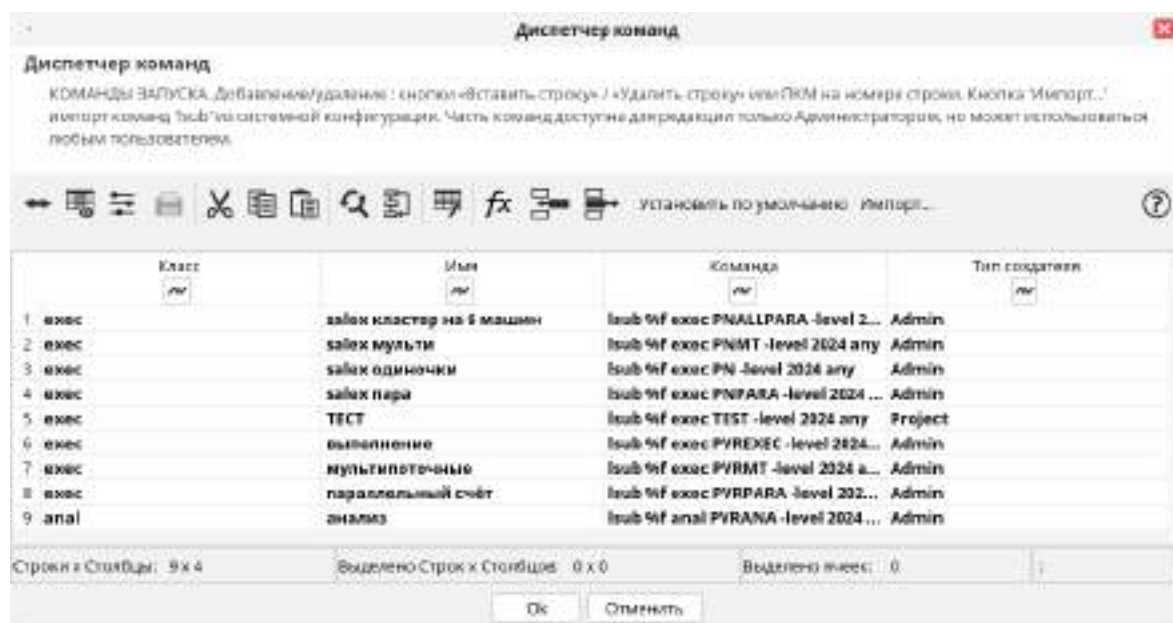 Диспетчер команд
Диспетчер команд
КОМАНДЫ ЗАПУСКА. Добавление/удаление : кнопки «Вставить строку» / «Удалить строку» или ПКМ на номере строки. Кнопка 'Импорт...'
импорт команд 'lsub' из системной конфигурации. Часть команд доступна для редакции только Администратором, но может использоваться
любым пользователем.
fx Установить по умолчанию Импорт... ?
Класс Имя Команда Тип создателя
1 exec salex кластер на 6 машин lsub %f exec PNALLPARA -level 2... Admin
2 exec salex мульти lsub %f exec PNMT -level 2024 any Admin
3 exec salex одиночки lsub %f exec PN -level 2024 any Admin
4 exec salex пара lsub %f exec PNPARA -level 2024 ... Admin
5 exec ТЕСТ lsub %f exec TEST -level 2024 any Project
6 exec выполнение lsub %f exec PVREXEC -level 2024... Admin
7 exec мультипоточные lsub %f exec PVRMT -level 2024 a... Admin
8 exec параллельный счёт lsub %f exec PVRPARA -level 202... Admin
9 anal анализ lsub %f anal PVRANA -level 2024 ... Admin
Строки x Столбцы: 9 x 4 Выделено Строк x Столбцов 0 x 0 Выделено ячеек: 0 :
Ok Отменить